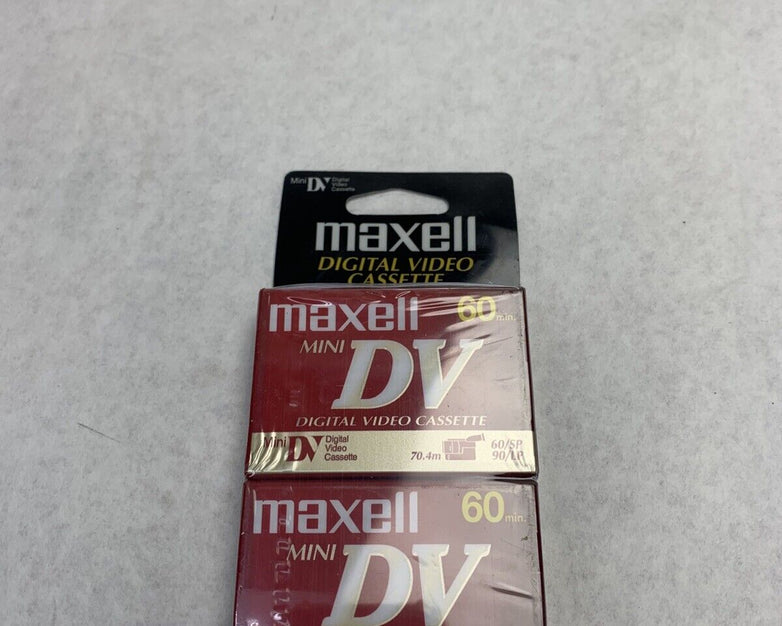 Mini DV Digital
Video
Cassette
maxell
DIGITAL VIDEO
CASSETTE
maxell 60 min.
MINI DV
DIGITAL VIDEO CASSETTE
Mini DV Digital
Video
Cassette
70.4m 60/SP
90/LP
maxell 60 min.
MINI DV